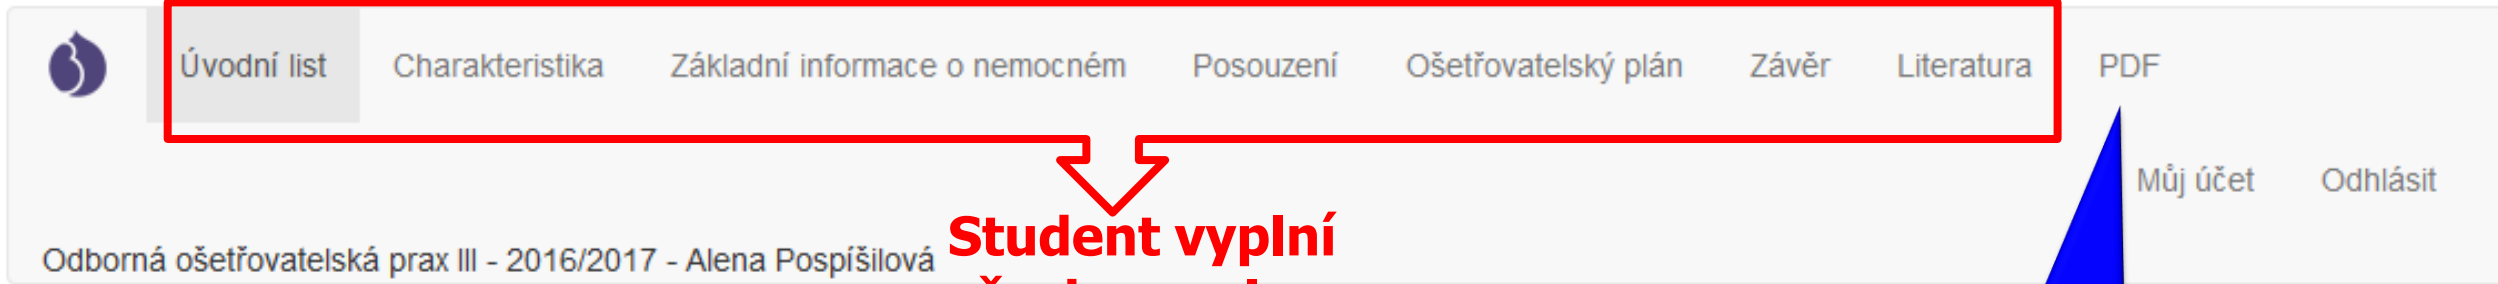 Úvodní list Charakteristika Základní informace o nemocném Posouzení Ošetřovatelský plán Závěr Literatura PDF
Můj účet Odhlásit
Student vyplní
Odborná ošetřovatelská prax III - 2016/2017 - Alena Pospíšilová